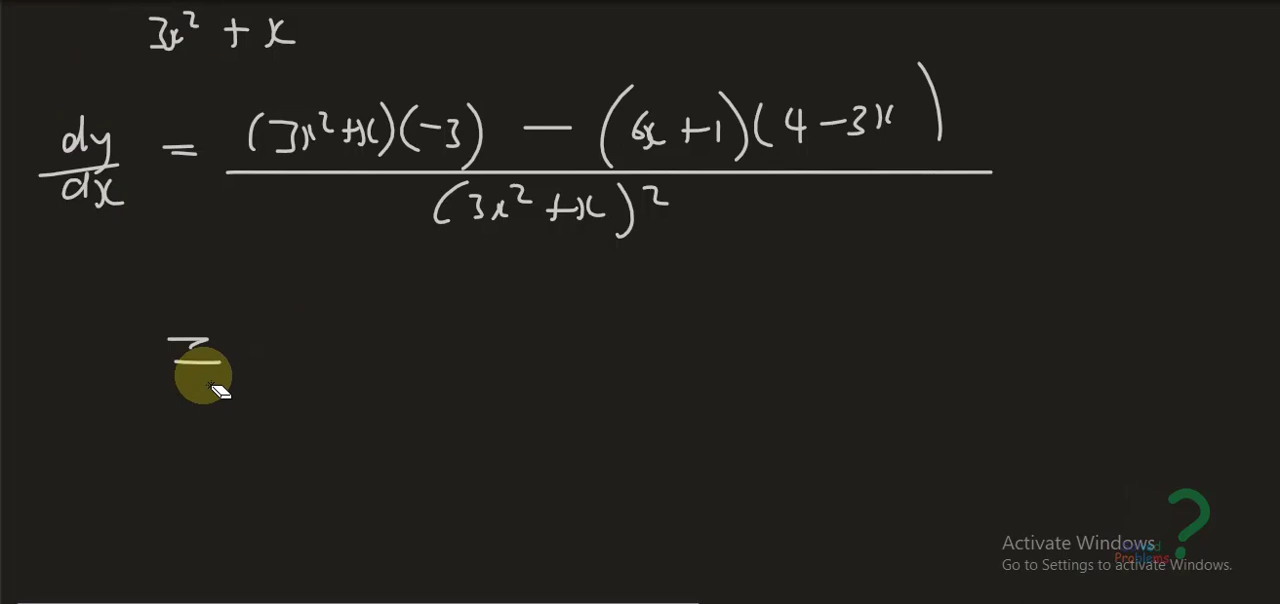 3x² + x
dy/dx = (3x²+x)(-3) - (6x+1)(4-3x) / (3x²+x)²
=
Activate Windows
Problems
Go to Settings to activate Windows.